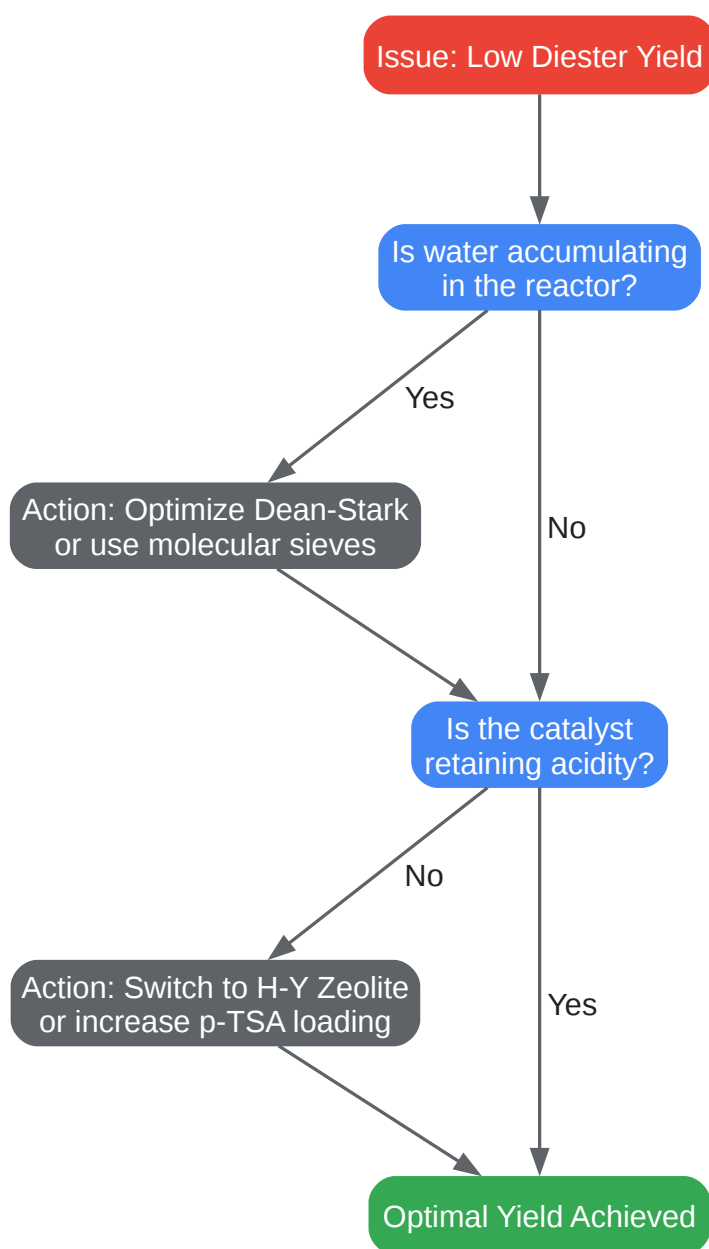 Issue: Low Diester Yield
Is water accumulating
in the reactor?
Yes
Action: Optimize Dean-Stark
or use molecular sieves
No
Is the catalyst
retaining acidity?
No
Action: Switch to H-Y Zeolite
or increase p-TSA loading
Yes
Optimal Yield Achieved